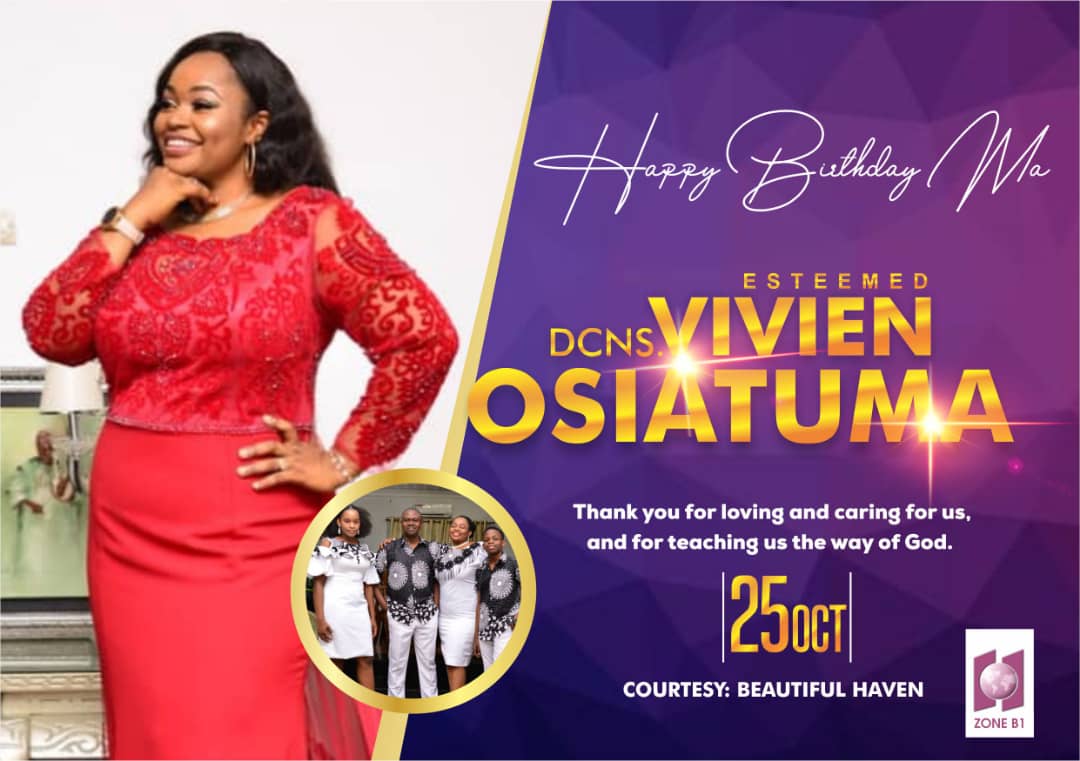 Happy Birthday Ma
ESTEEMED
DCNS. VIVIEN
OSIATUMA
Thank you for loving and caring for us,
and for teaching us the way of God.
25 OCT
COURTESY: BEAUTIFUL HAVEN
ZONE B1